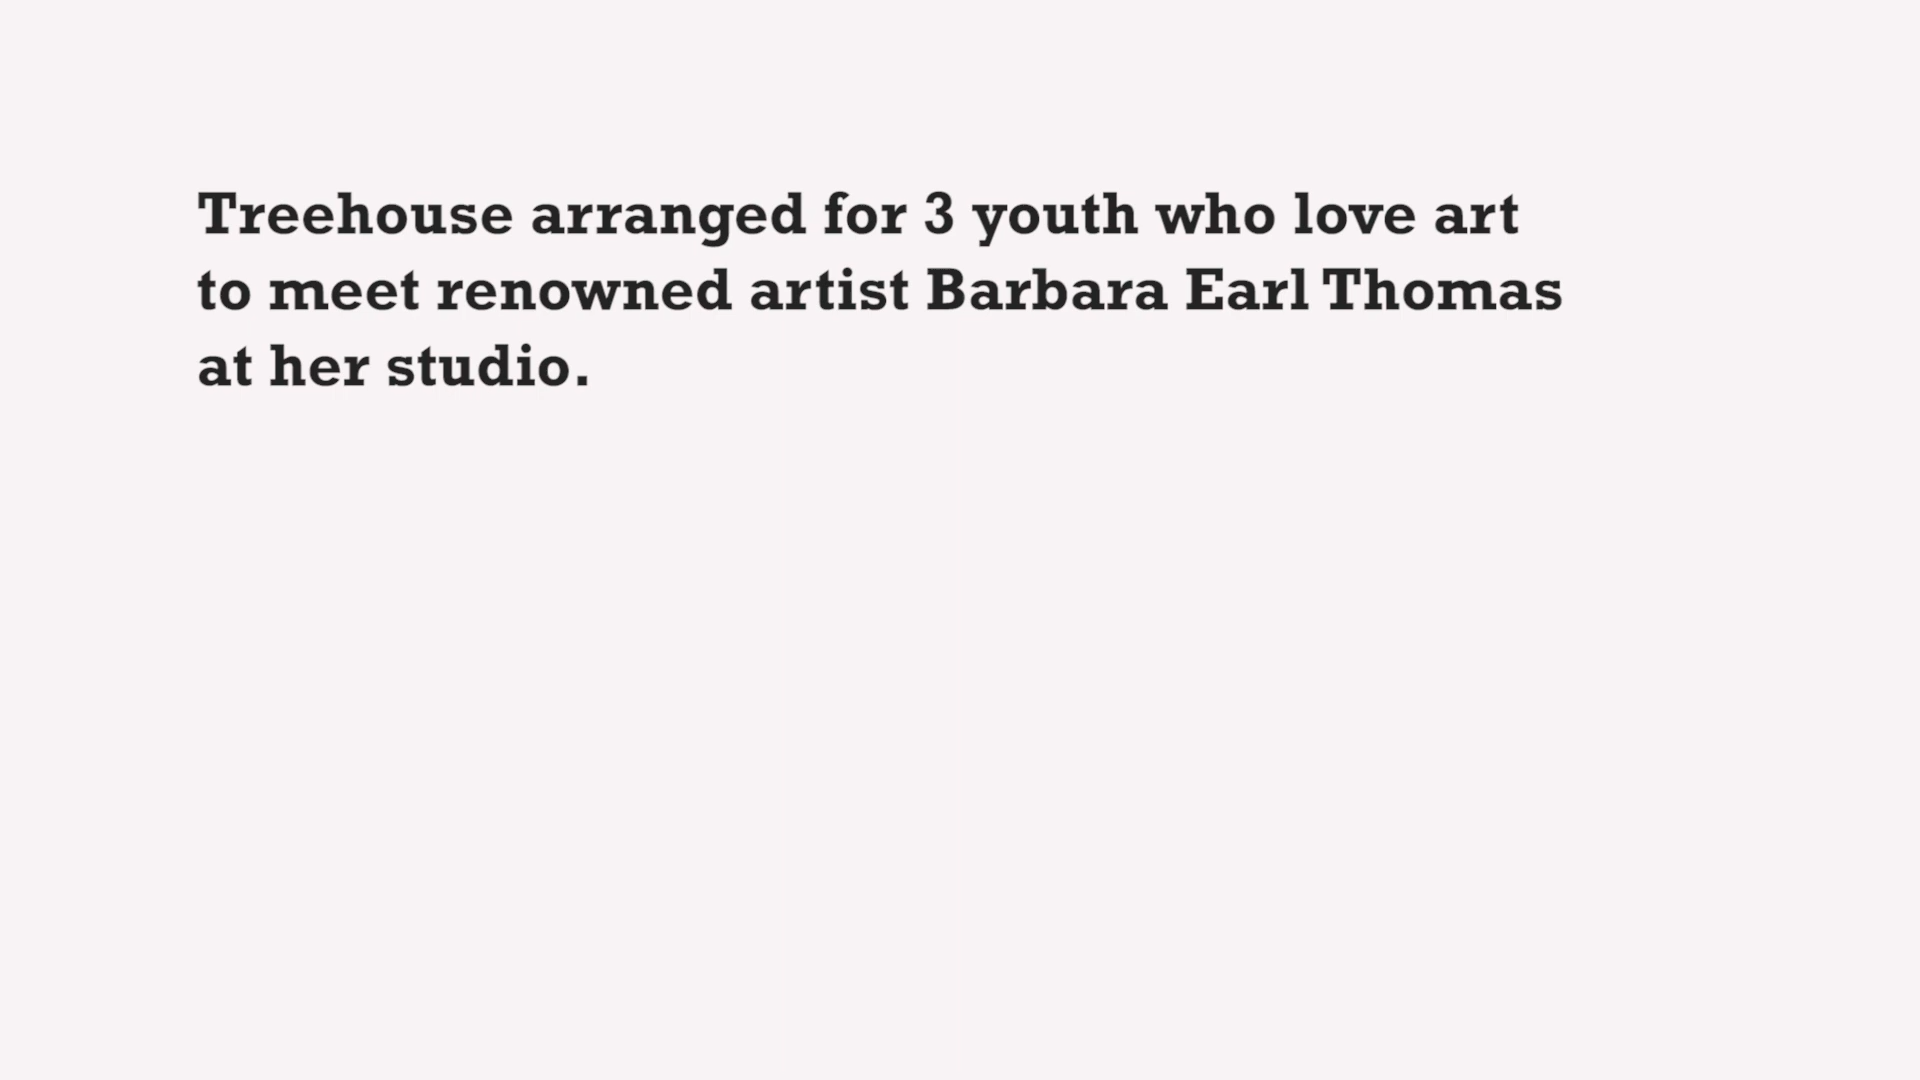 Treehouse arranged for 3 youth who love art
to meet renowned artist Barbara Earl Thomas
at her studio.